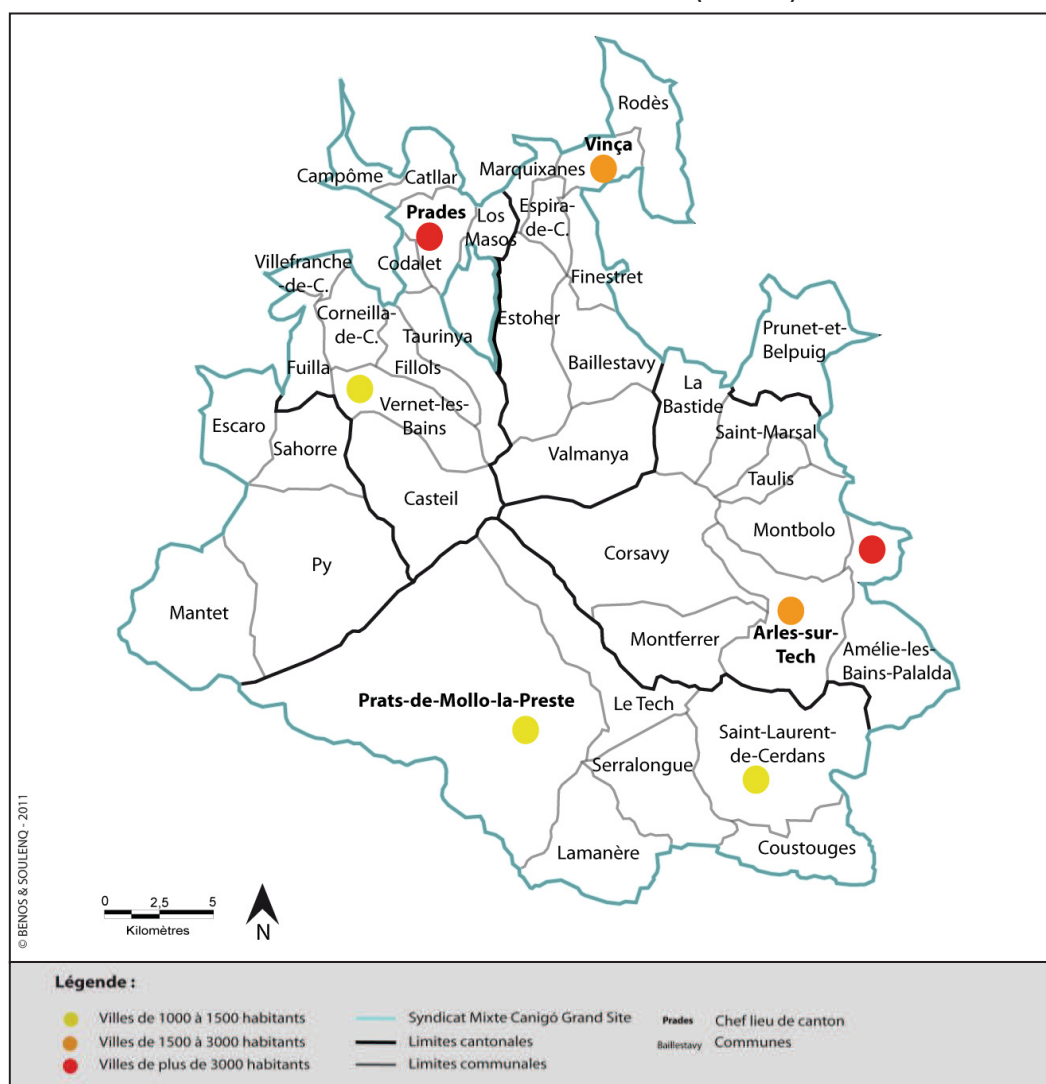 Rodès
Vinça
Marquixanes
Campôme
Catllar
Espira-
de-C.
Prades
Los
Masos
Codalet
Villefranche
-de-C.
Finestret
Corneilla-
de-C.
Estoher
Taurinya
Prunet-et-
Belpuig
Fuilla
Fillols
Baillestavy
La
Bastide
Vernet-les-
Bains
Escaro
Sahorre
Saint-Marsal
Valmanya
Taulis
Casteil
Montbolo
Corsavy
Py
Mantet
Montferrer
Arles-sur-
Tech
Amélie-les-
Bains-Palalda
Prats-de-Mollo-la-Preste
Le Tech
Saint-Laurent-
de-Cerdans
Serralongue
Lamanère
Coustouges
© BENOS & SOULENQ - 2011
0 2,5 5
Kilomètres
N
Légende :
Villes de 1000 à 1500 habitants
Villes de 1500 à 3000 habitants
Villes de plus de 3000 habitants
Syndicat Mixte Canigó Grand Site
Limites cantonales
Limites communales
Prades Chef lieu de canton
Baillestavy Communes